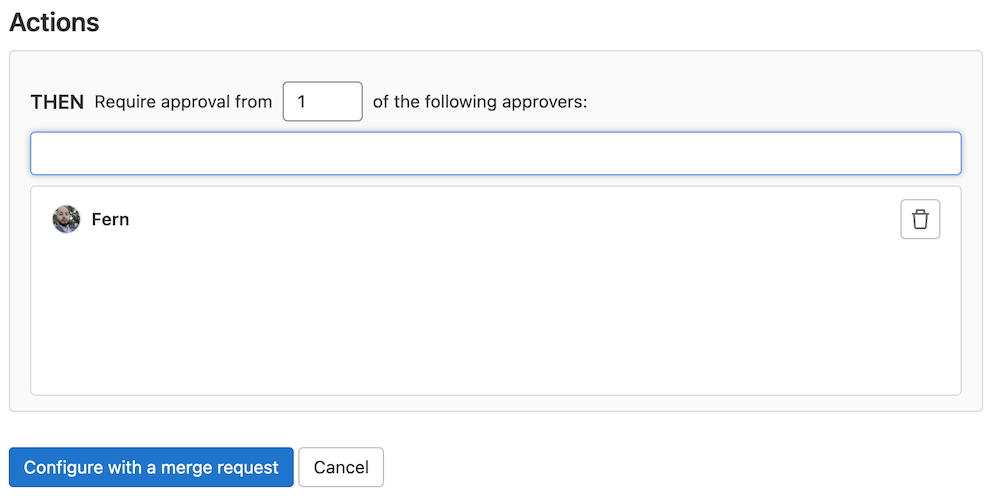 Actions
THEN Require approval from 1 of the following approvers:
Fern
Configure with a merge request Cancel